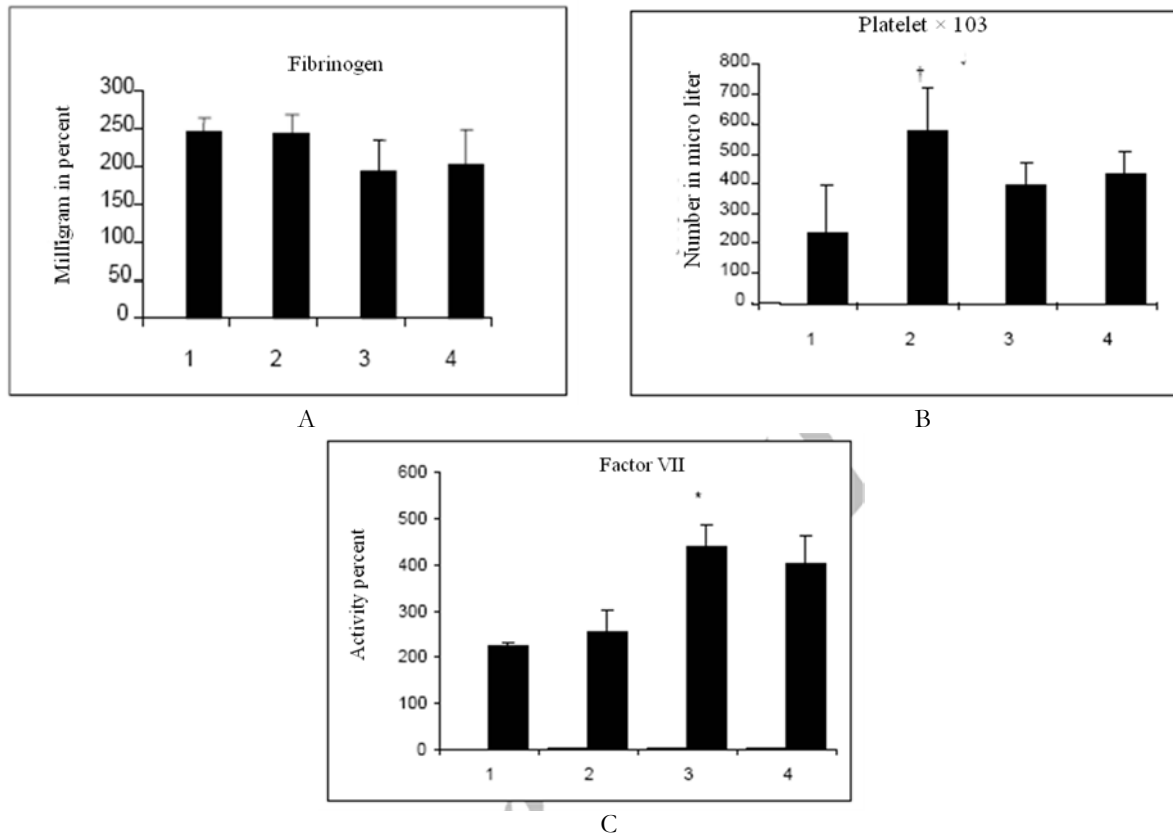 Fibrinogen
Milligram in percent
300
250
200
150
100
50
0
1 2 3 4
A
Platelet × 103
Number in micro liter
800
700
600
500
400
300
200
100
0
†
1 2 3 4
B
Factor VII
Activity percent
600
500
400
300
200
100
0
*
1 2 3 4
C